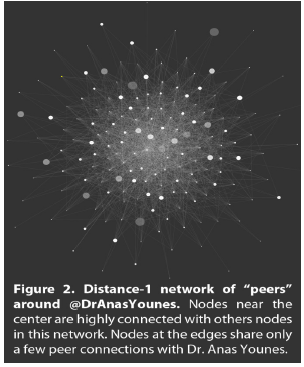 Figure 2. Distance-1 network of “peers”
around @DrAnasYounes. Nodes near the
center are highly connected with others nodes
in this network. Nodes at the edges share only
a few peer connections with Dr. Anas Younes.